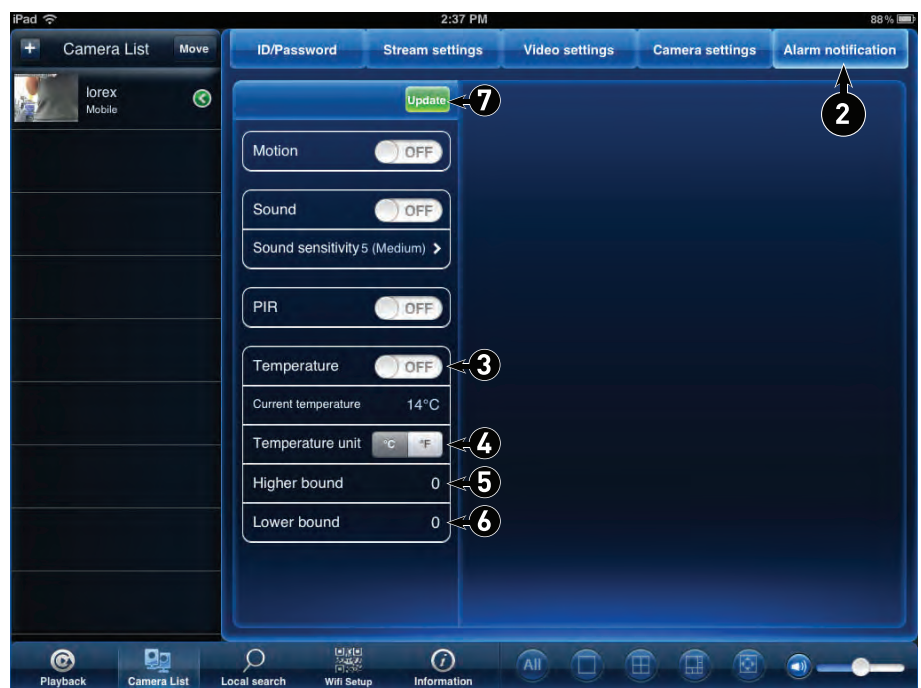 iPad 2:37 PM 88%
+ Camera List Move
ID/Password Stream settings Video settings Camera settings Alarm notification
lorex
Mobile
Update 7
2
Motion OFF
Sound OFF
Sound sensitivity 5 (Medium)
PIR OFF
Temperature OFF 3
Current temperature 14°C
Temperature unit °C °F 4
Higher bound 0 5
Lower bound 0 6
All
Playback Camera List Local search Wifi Setup Information